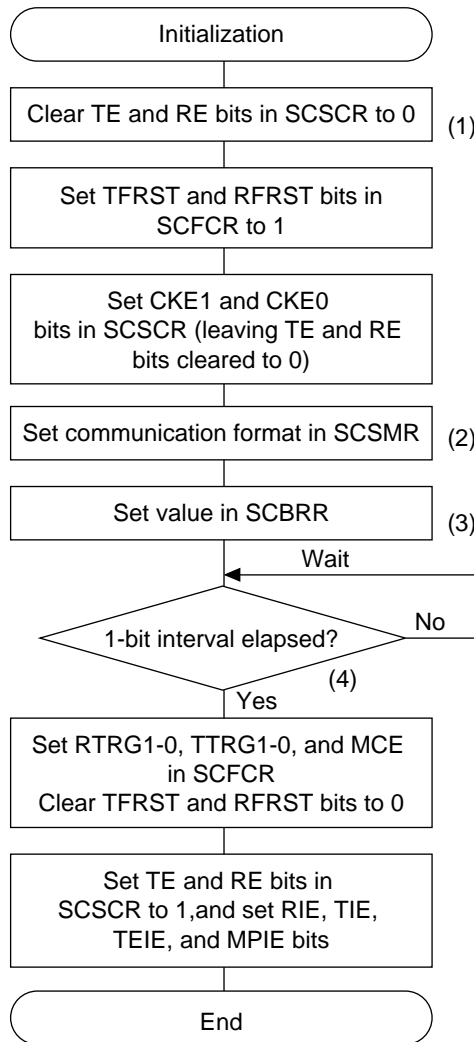 Initialization
Clear TE and RE bits in SCSCR to 0
(1)
Set TFRST and RFRST bits in
SCFCR to 1
Set CKE1 and CKE0
bits in SCSCR (leaving TE and RE
bits cleared to 0)
Set communication format in SCSMR
(2)
Set value in SCBRR
(3)
Wait
1-bit interval elapsed?
No
(4)
Yes
Set RTRG1-0, TTRG1-0, and MCE
in SCFCR
Clear TFRST and RFRST bits to 0
Set TE and RE bits in
SCSCR to 1,and set RIE, TIE,
TEIE, and MPIE bits
End